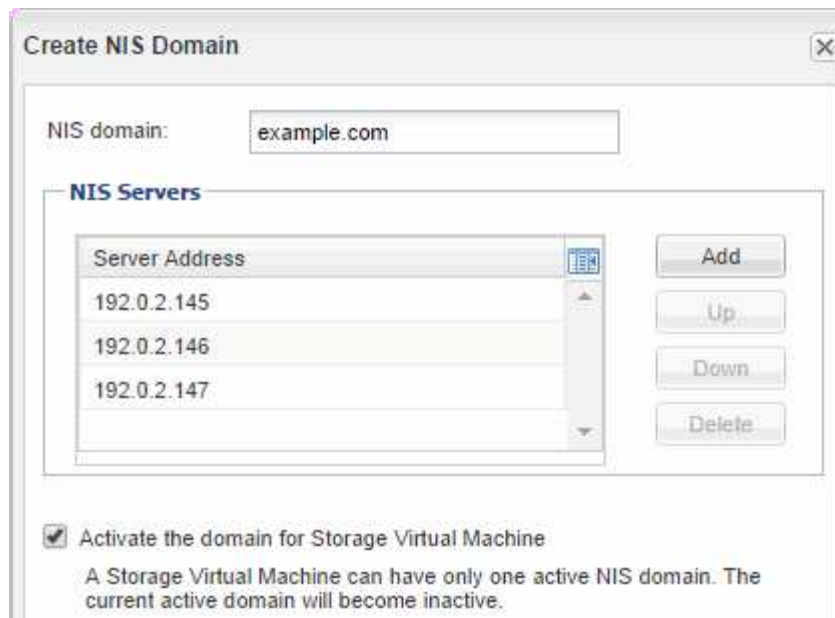 Create NIS Domain
NIS domain:
example.com
NIS Servers
Server Address
Add
192.0.2.145
Up
192.0.2.146
Down
192.0.2.147
Delete
Activate the domain for Storage Virtual Machine
A Storage Virtual Machine can have only one active NIS domain. The
current active domain will become inactive.